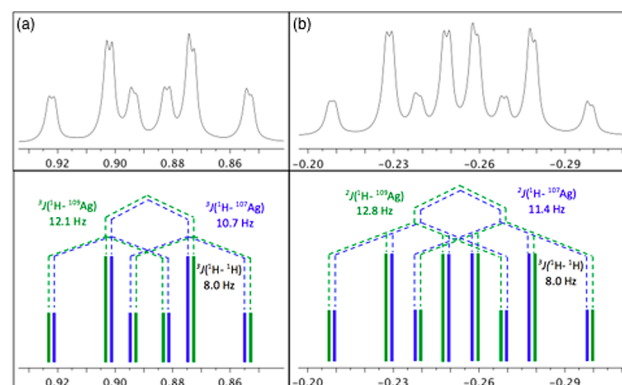 (a)
(b)
0.92 0.90 0.88 0.86
-0.20 -0.23 -0.26 -0.29
³J(¹H- ¹⁰⁹Ag)
12.1 Hz
³J(¹H- ¹⁰⁷Ag)
10.7 Hz
³J(¹H- ¹H)
8.0 Hz
²J(¹H- ¹⁰⁹Ag)
12.8 Hz
²J(¹H- ¹⁰⁷Ag)
11.4 Hz
³J(¹H- ¹H)
8.0 Hz
0.92 0.90 0.88 0.86
-0.20 -0.23 -0.26 -0.29